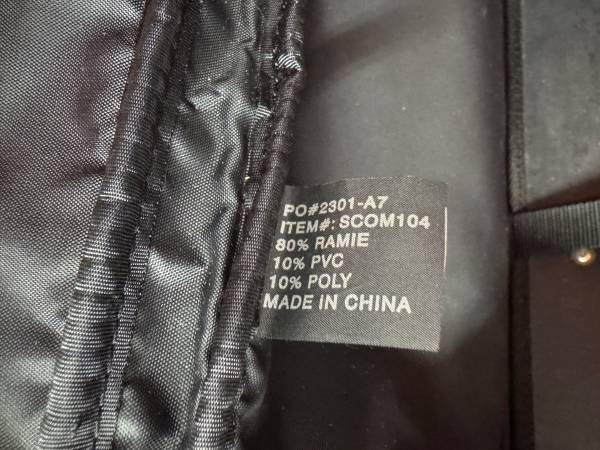 PO#2301-A7
ITEM#: SCOM104
80% RAMIE
10% PVC
10% POLY
MADE IN CHINA